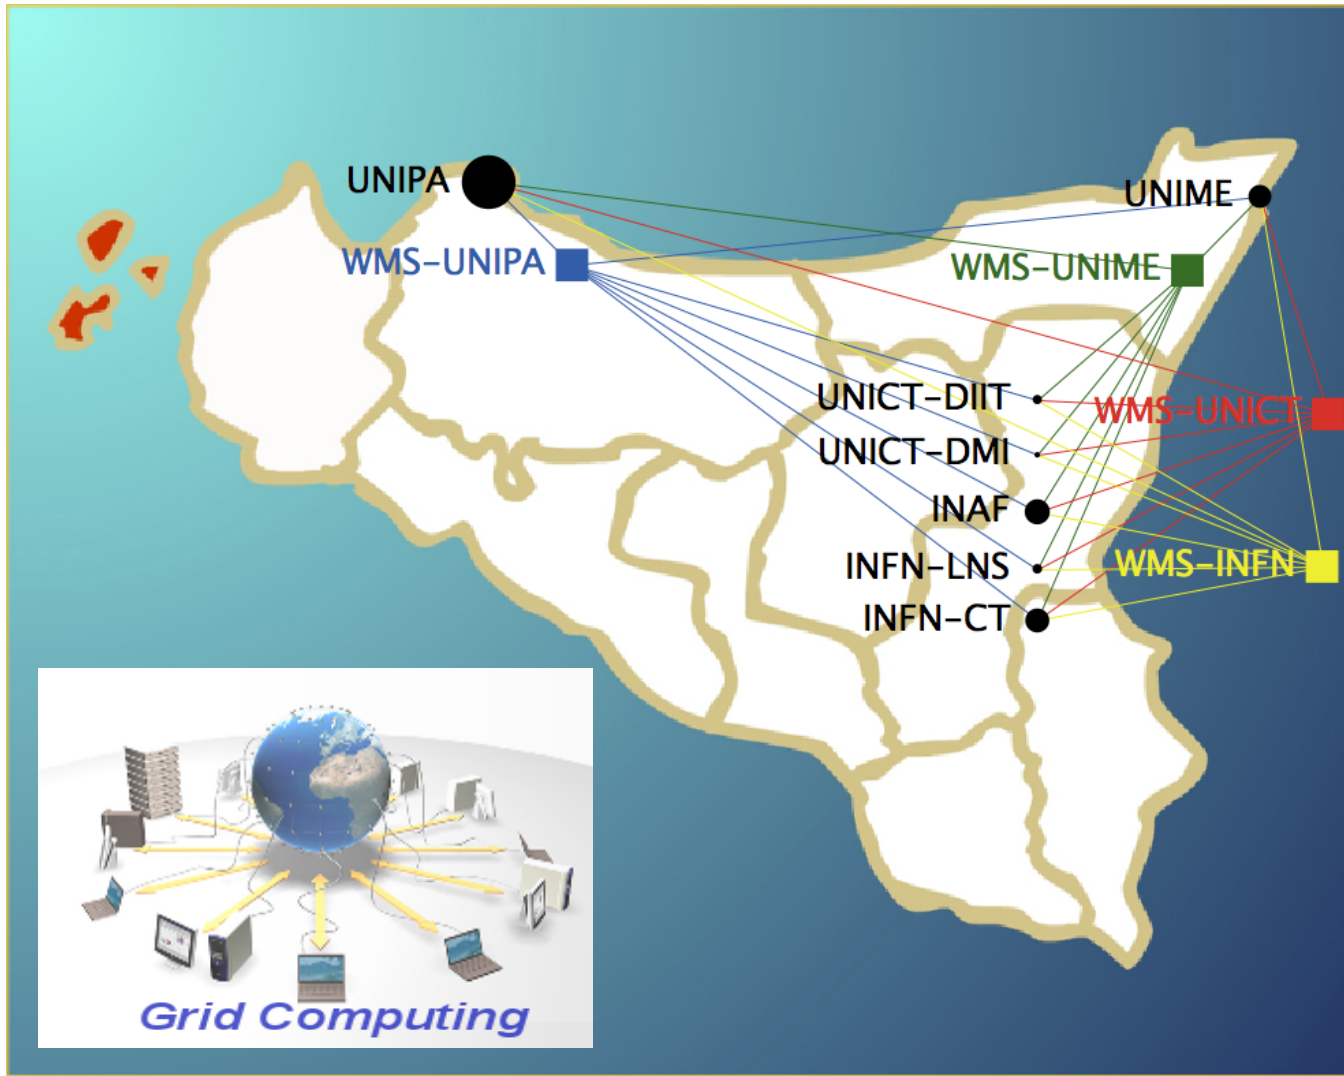 UNIPA
UNIME
WMS-UNIPA
WMS-UNIME
UNICT-DIIT
WMS-UNICT
UNICT-DMI
INAF
INFN-LNS
WMS-INFN
INFN-CT
Grid Computing